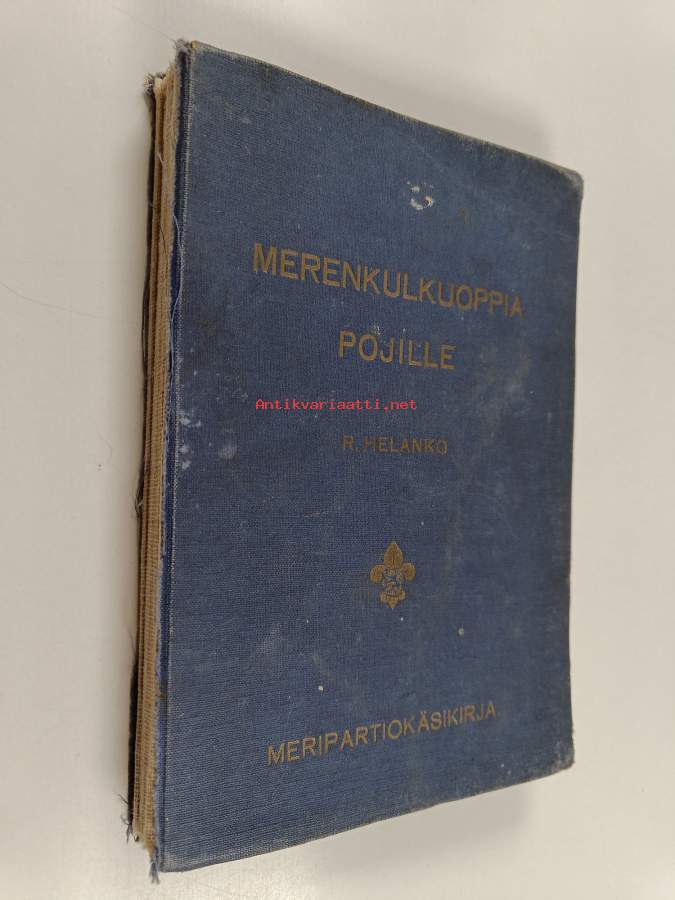 MERENKULKUOPPIA
POJILLE
Antikvariaatti.net
R. HELANKO
MERIPARTIOKÄSIKIRJA